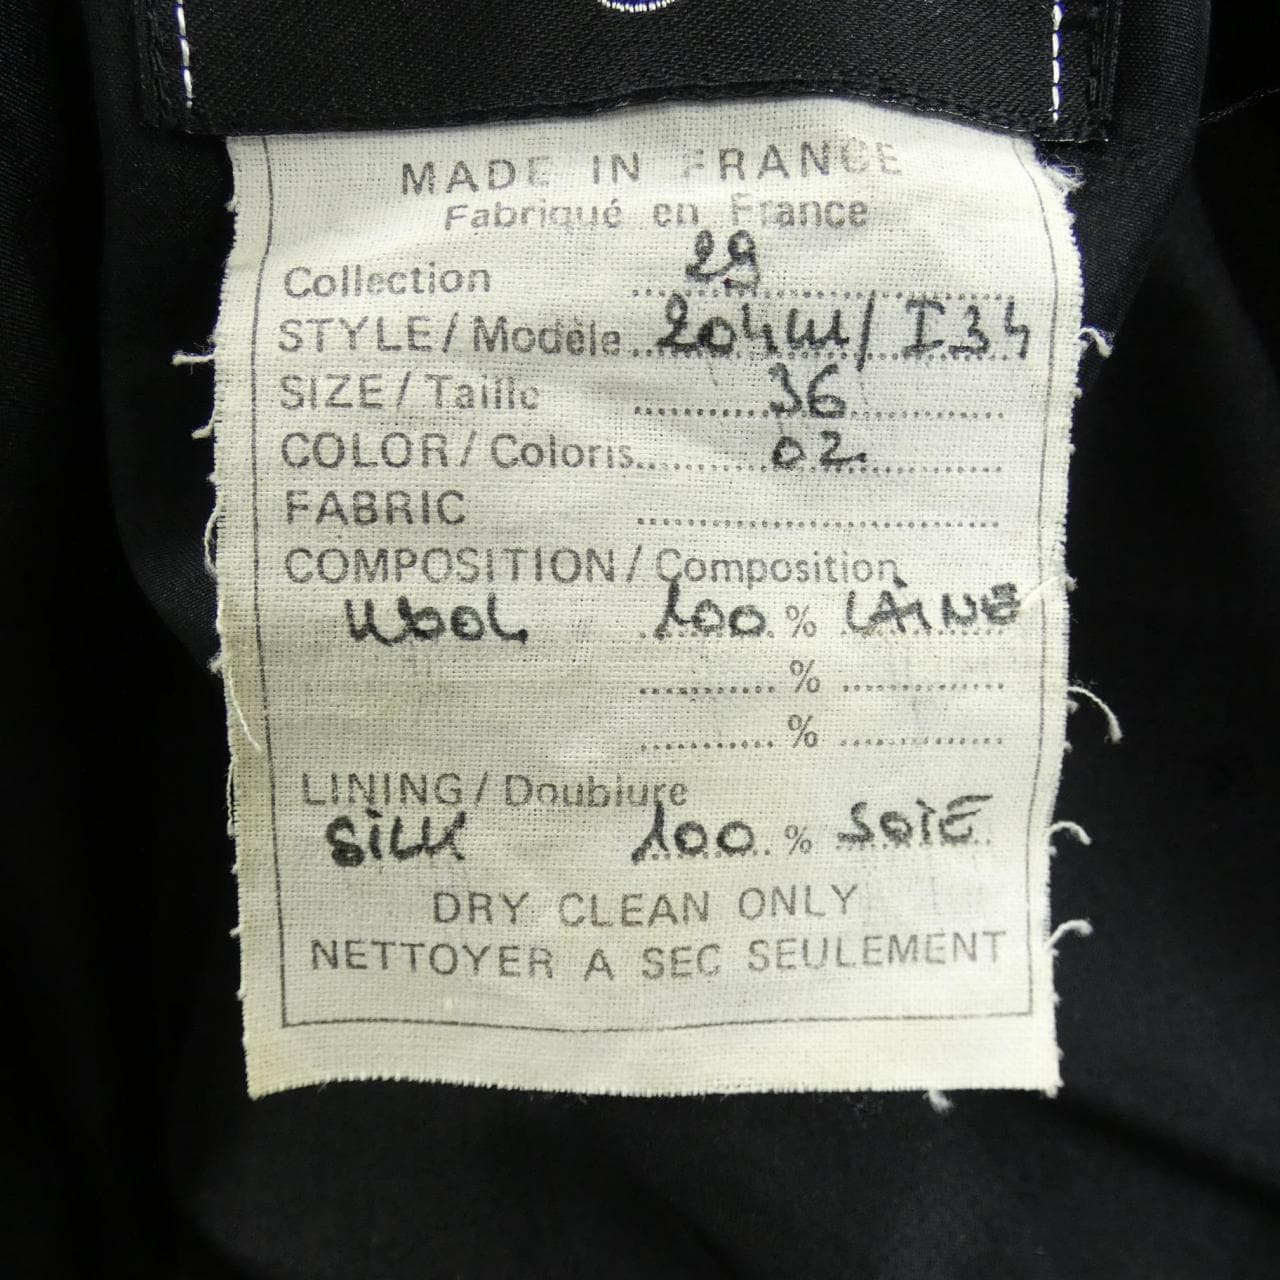 MADE IN FRANCE
Fabriqué en France
Collection 29
STYLE / Modèle 204W / I34
SIZE / Taille 36
COLOR / Coloris 02
FABRIC
COMPOSITION / Composition
WOOL 100 % LAiNE
%
%
LINING / Doublure
SiLK 100 % SOiE
DRY CLEAN ONLY
NETTOYER A SEC SEULEMENT